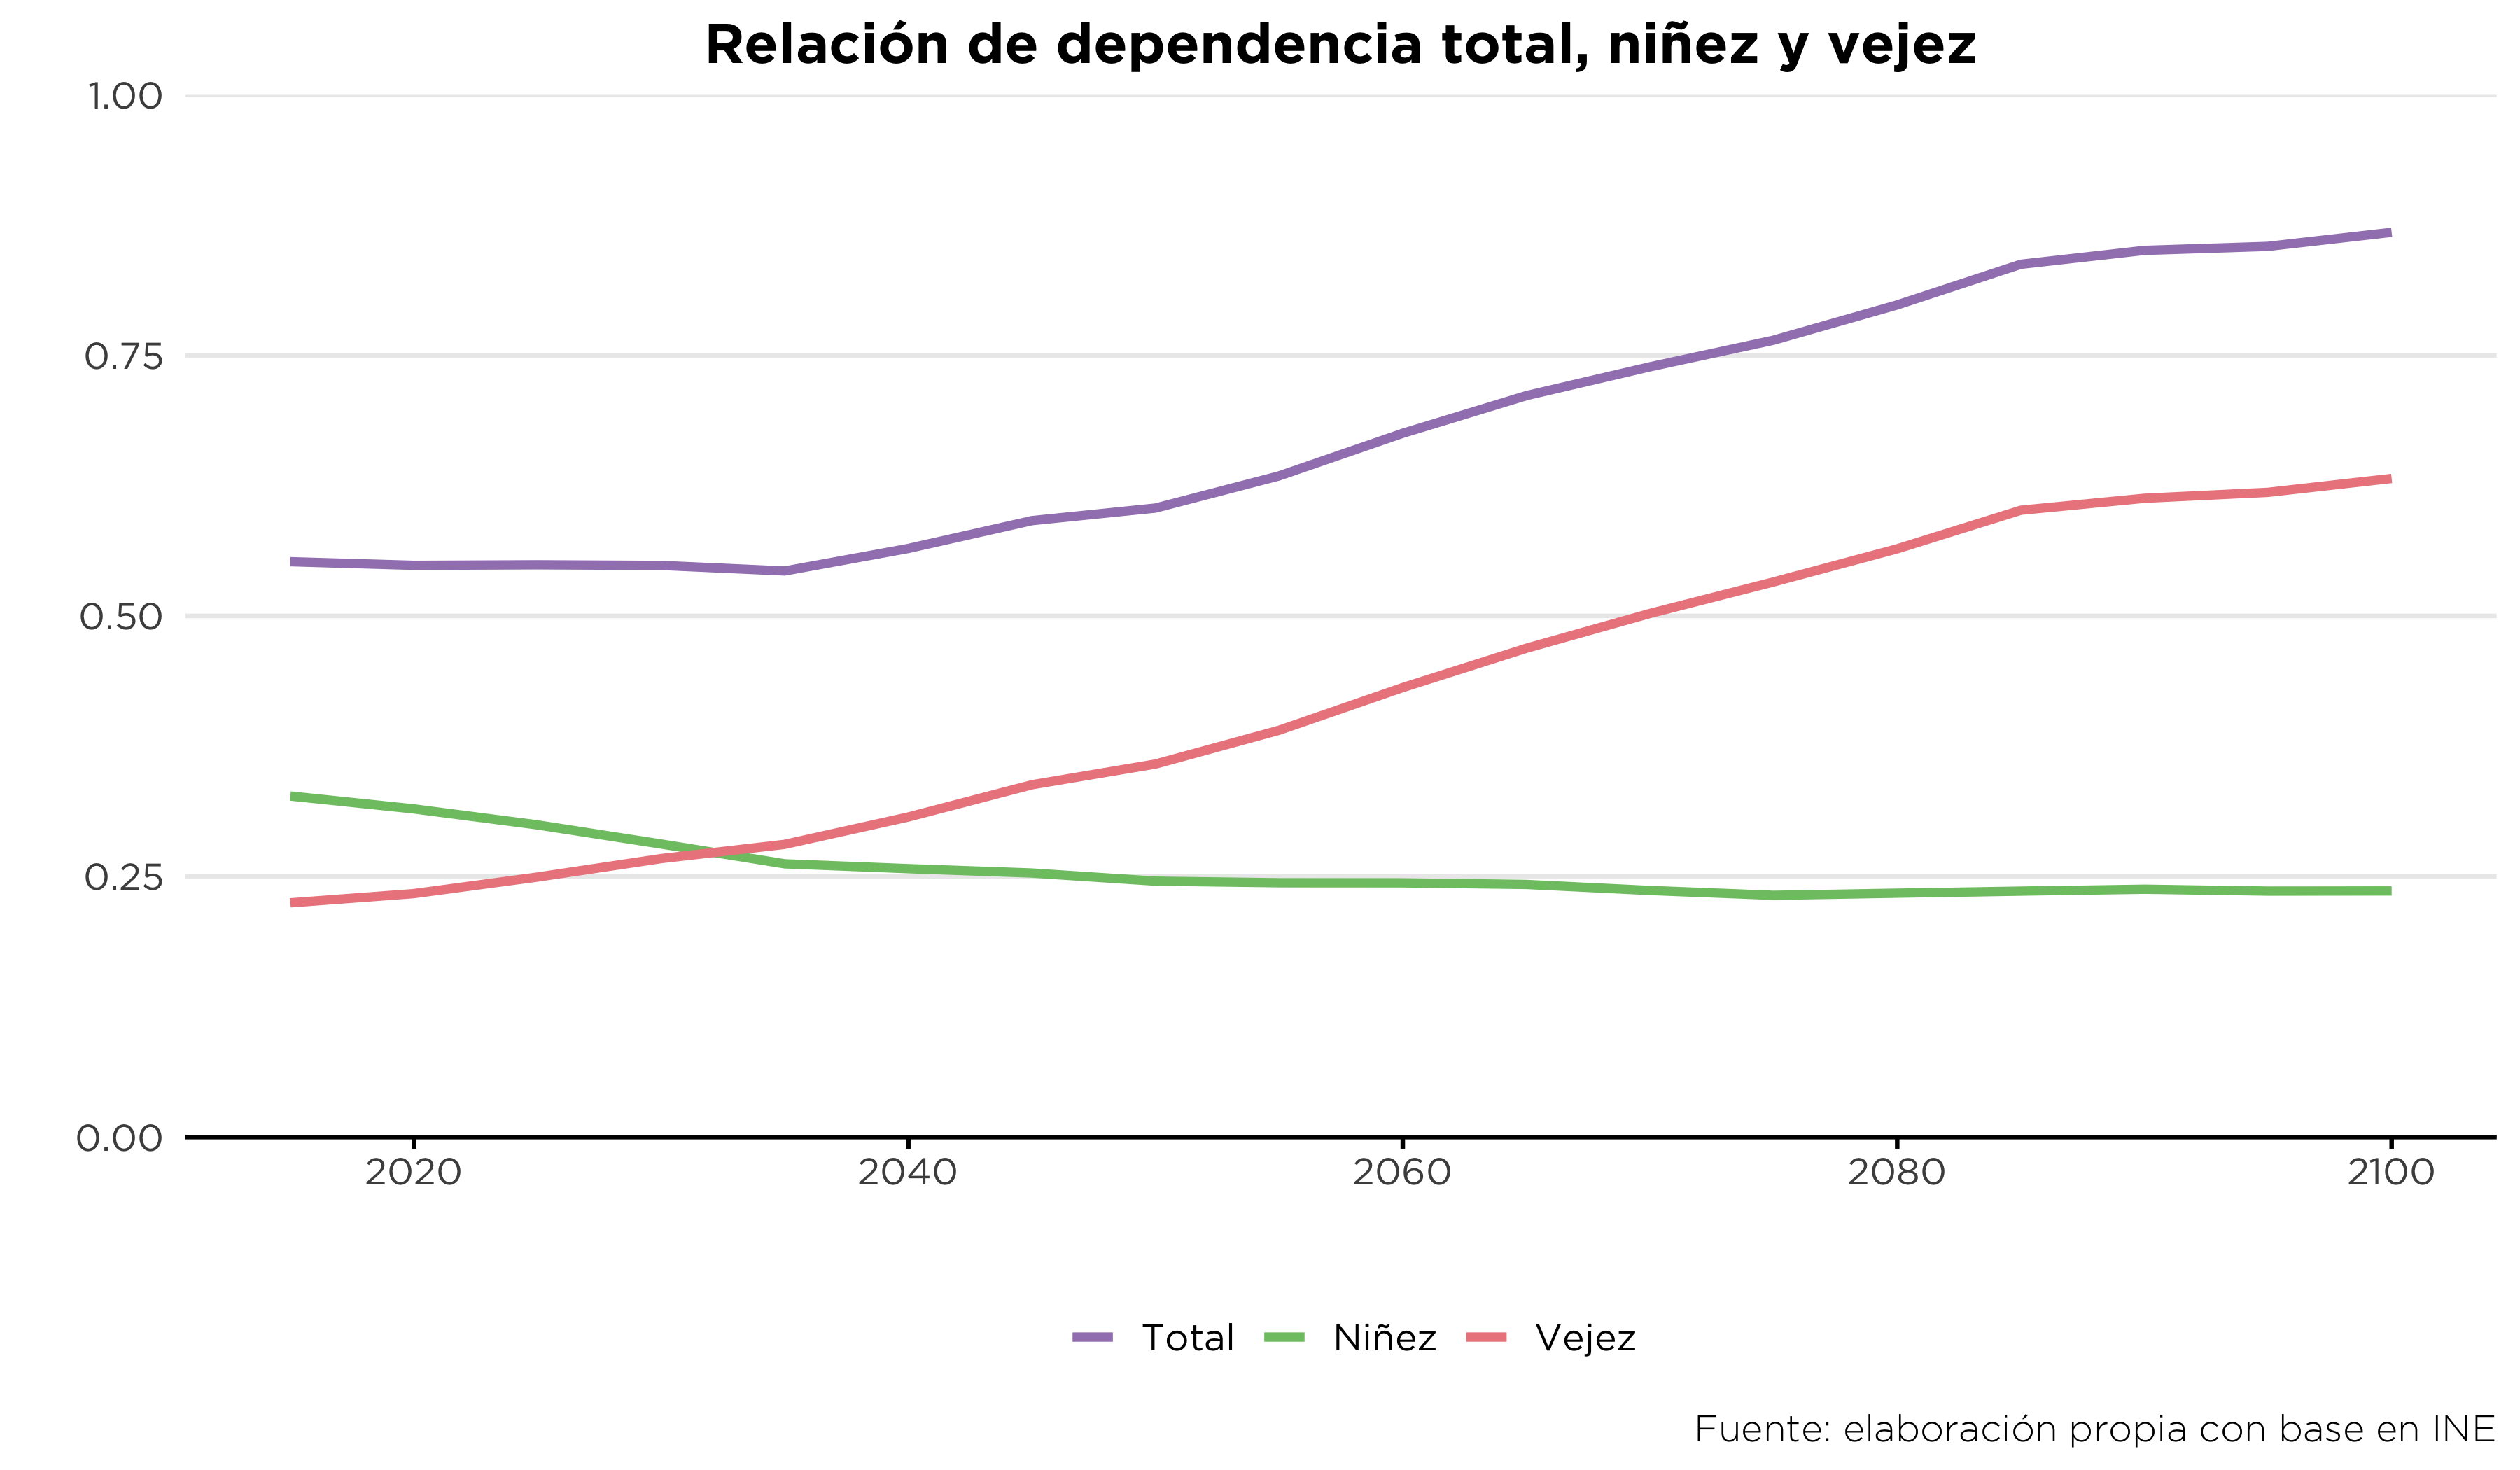 Relación de dependencia total, niñez y vejez
1.00
0.75
0.50
0.25
0.00
2020 2040 2060 2080 2100
Total Niñez Vejez
Fuente: elaboración propia con base en INE